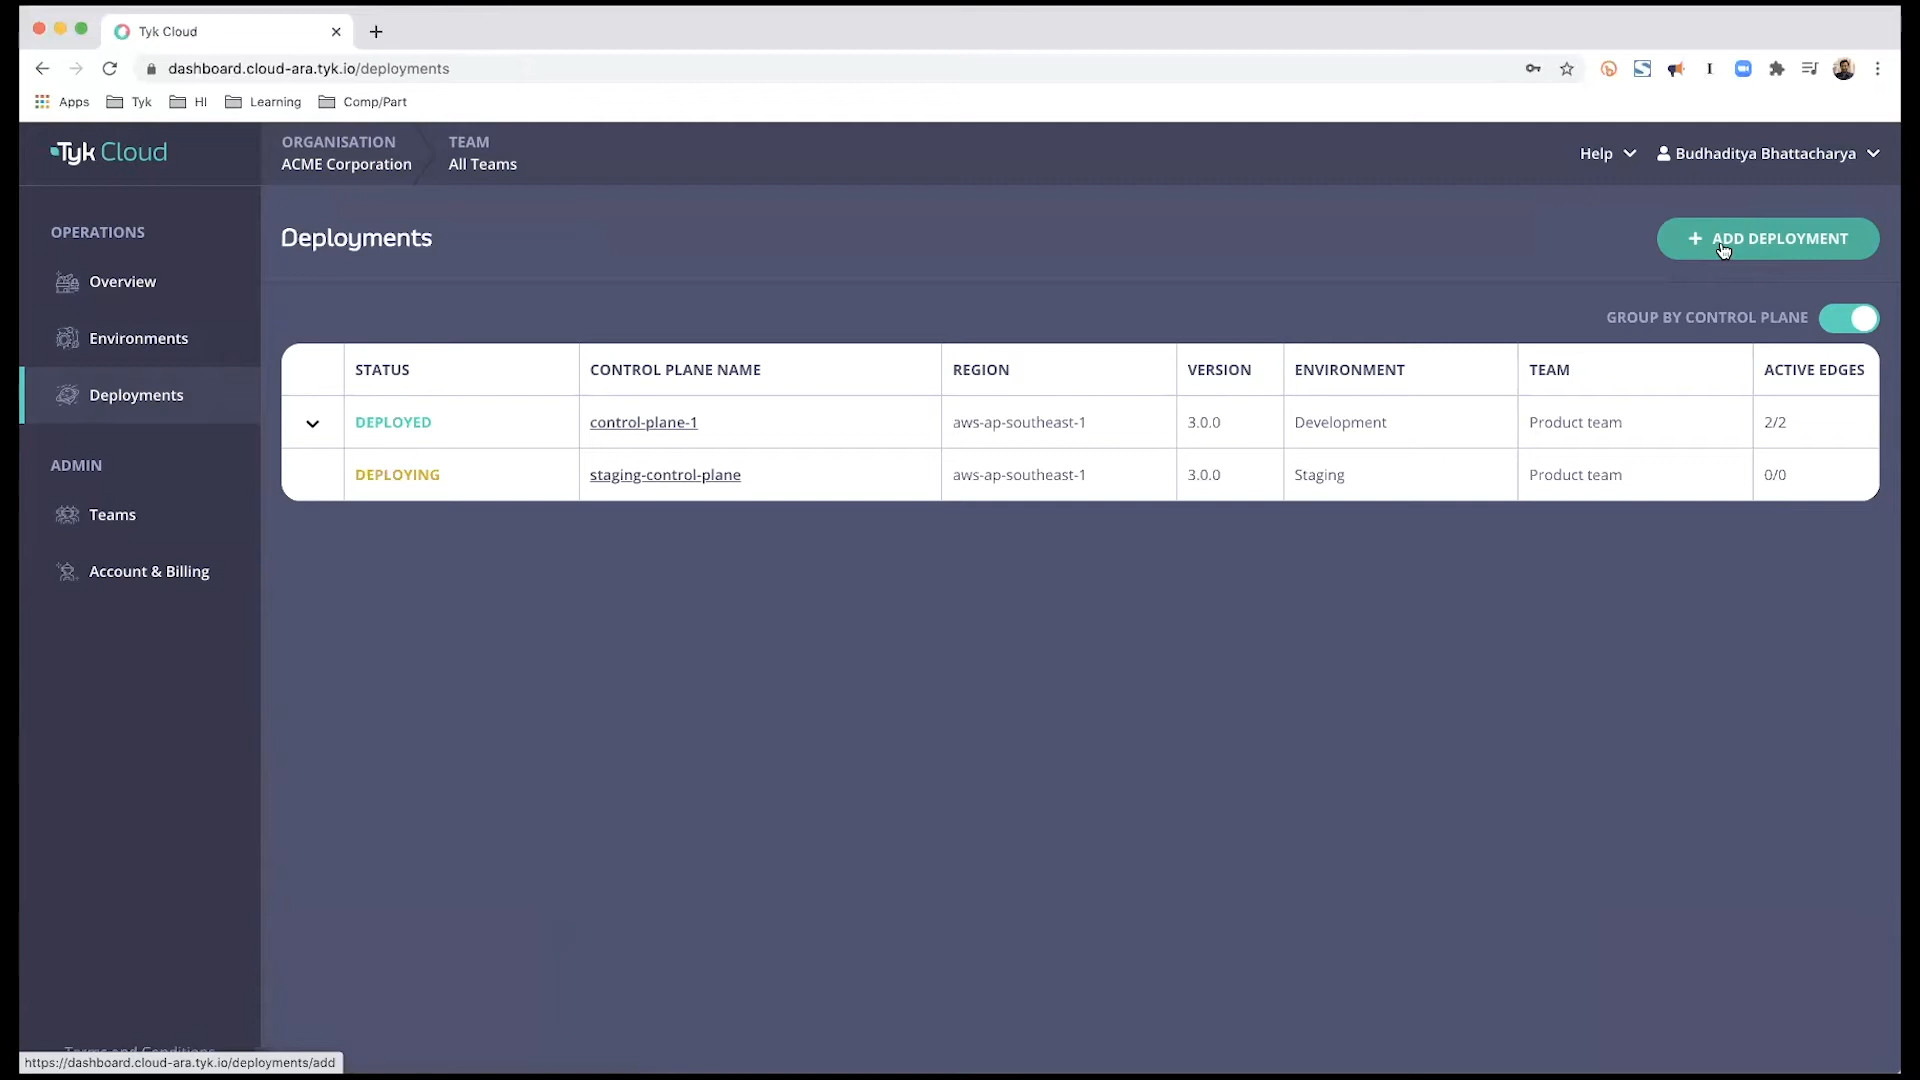 Tyk Cloud
dashboard.cloud-ara.tyk.io/deployments
Apps Tyk HI Learning Comp/Part
Tyk Cloud
ORGANISATION
ACME Corporation
TEAM
All Teams
Help
Budhaditya Bhattacharya
OPERATIONS
Overview
Environments
Deployments
ADMIN
Teams
Account & Billing
Deployments
+ ADD DEPLOYMENT
GROUP BY CONTROL PLANE
STATUS CONTROL PLANE NAME REGION VERSION ENVIRONMENT TEAM ACTIVE EDGES
DEPLOYED control-plane-1 aws-ap-southeast-1 3.0.0 Development Product team 2/2
DEPLOYING staging-control-plane aws-ap-southeast-1 3.0.0 Staging Product team 0/0
Terms and Conditions
https://dashboard.cloud-ara.tyk.io/deployments/add